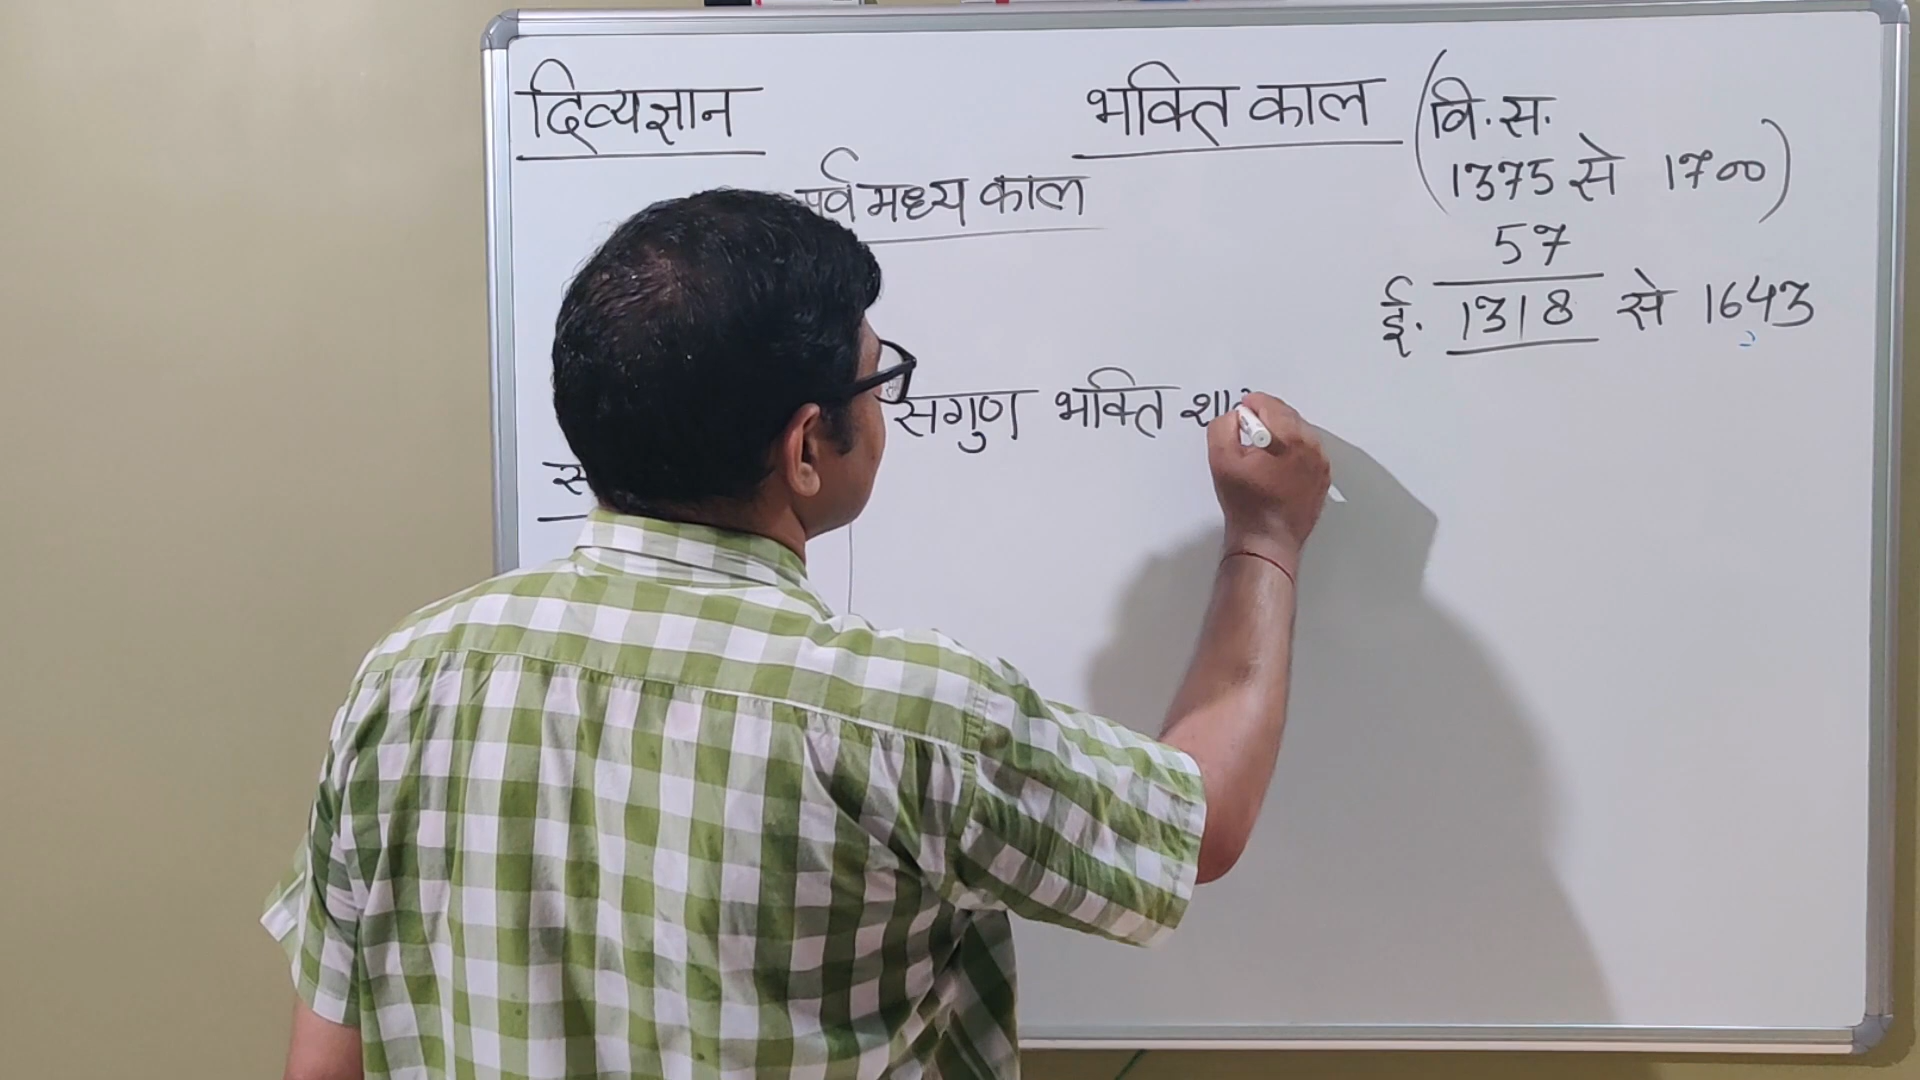 दिव्यज्ञान
भक्ति काल (वि.स.
1375 से 1700)
मध्य काल
57
ई. 1318 से 1643
सगुण भक्ति